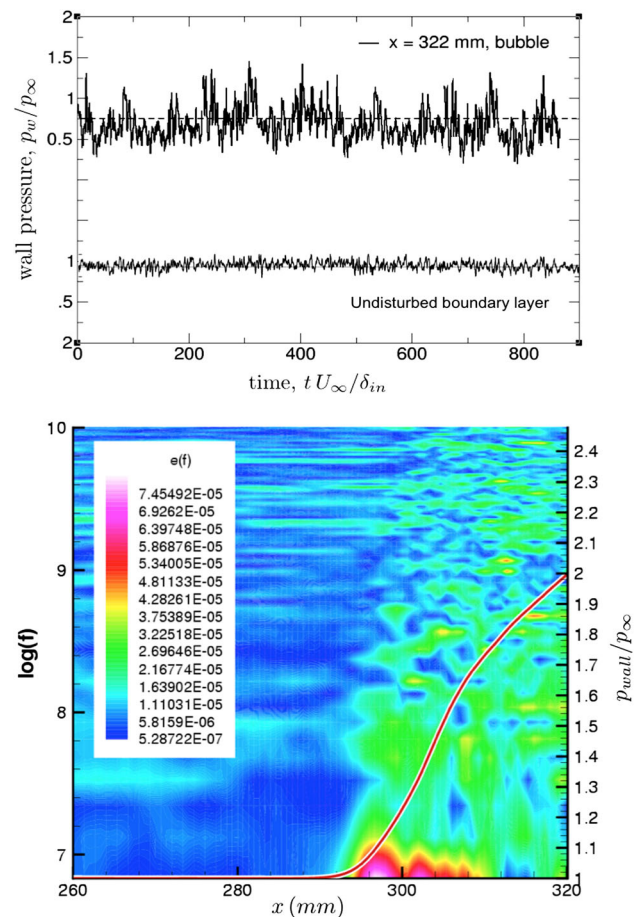 2
1.5
1
0.5
1
.5
2
wall pressure, p_w/p_∞
x = 322 mm, bubble
Undisturbed boundary layer
0 200 400 600 800
time, t U_∞/δ_in
10
9
8
7
log(f)
e(f)
7.45492E-05
6.9262E-05
6.39748E-05
5.86876E-05
5.34005E-05
4.81133E-05
4.28261E-05
3.75389E-05
3.22518E-05
2.69646E-05
2.16774E-05
1.63902E-05
1.11031E-05
5.8159E-06
5.28722E-07
2.4
2.3
2.2
2.1
2
1.9
1.8
1.7
1.6
1.5
1.4
1.3
1.2
1.1
1
p_wall/p_∞
260 280 300 320
x (mm)